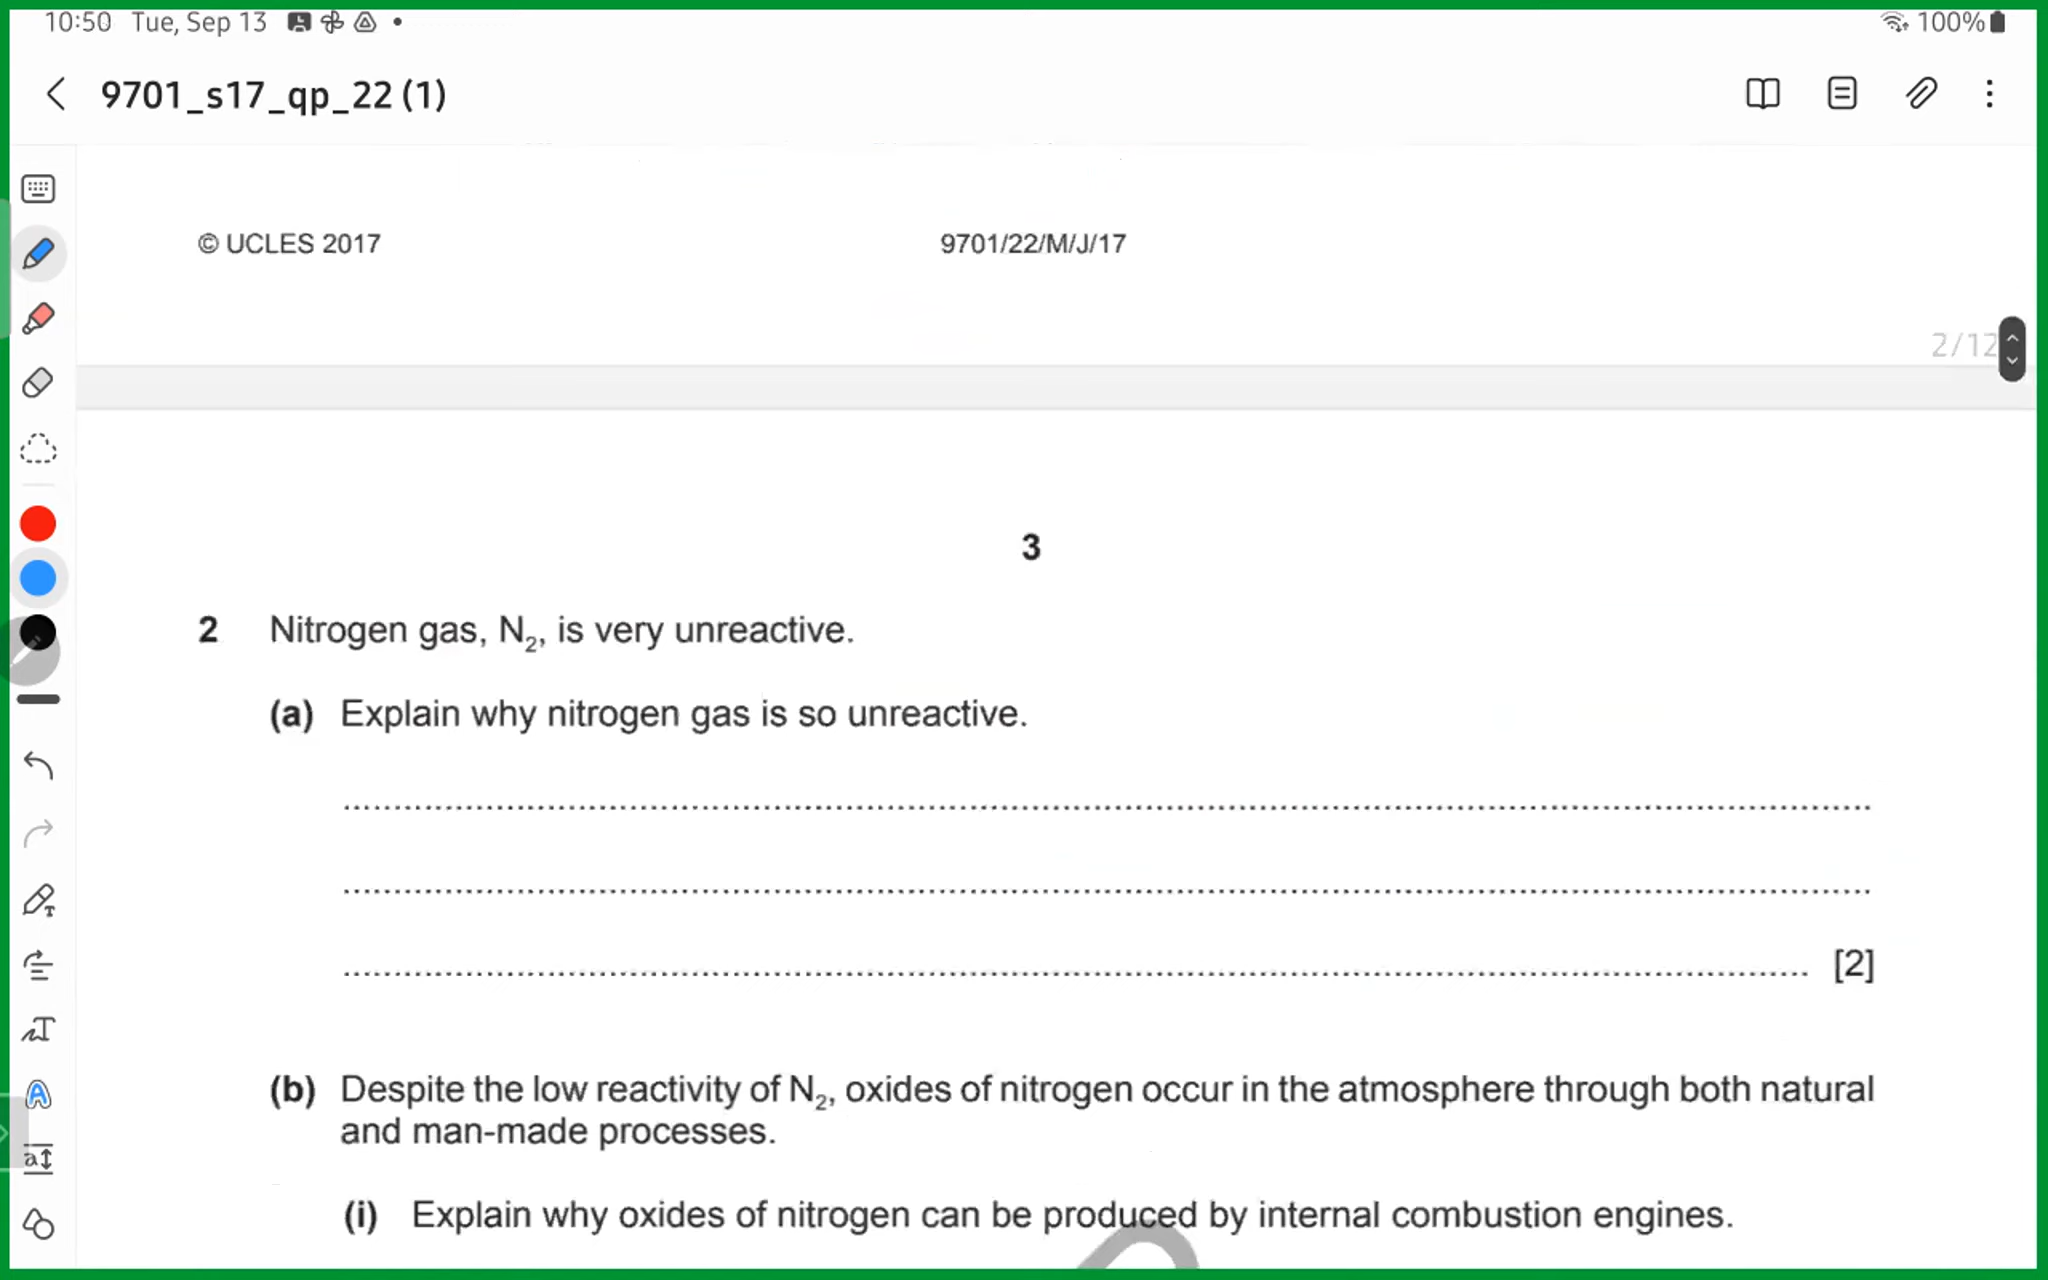 10:50 Tue, Sep 13
100%
9701_s17_qp_22 (1)
© UCLES 2017
9701/22/M/J/17
2/12
3
2 Nitrogen gas, N₂, is very unreactive.
(a) Explain why nitrogen gas is so unreactive.
[2]
(b) Despite the low reactivity of N₂, oxides of nitrogen occur in the atmosphere through both natural
and man-made processes.
(i) Explain why oxides of nitrogen can be produced by internal combustion engines.